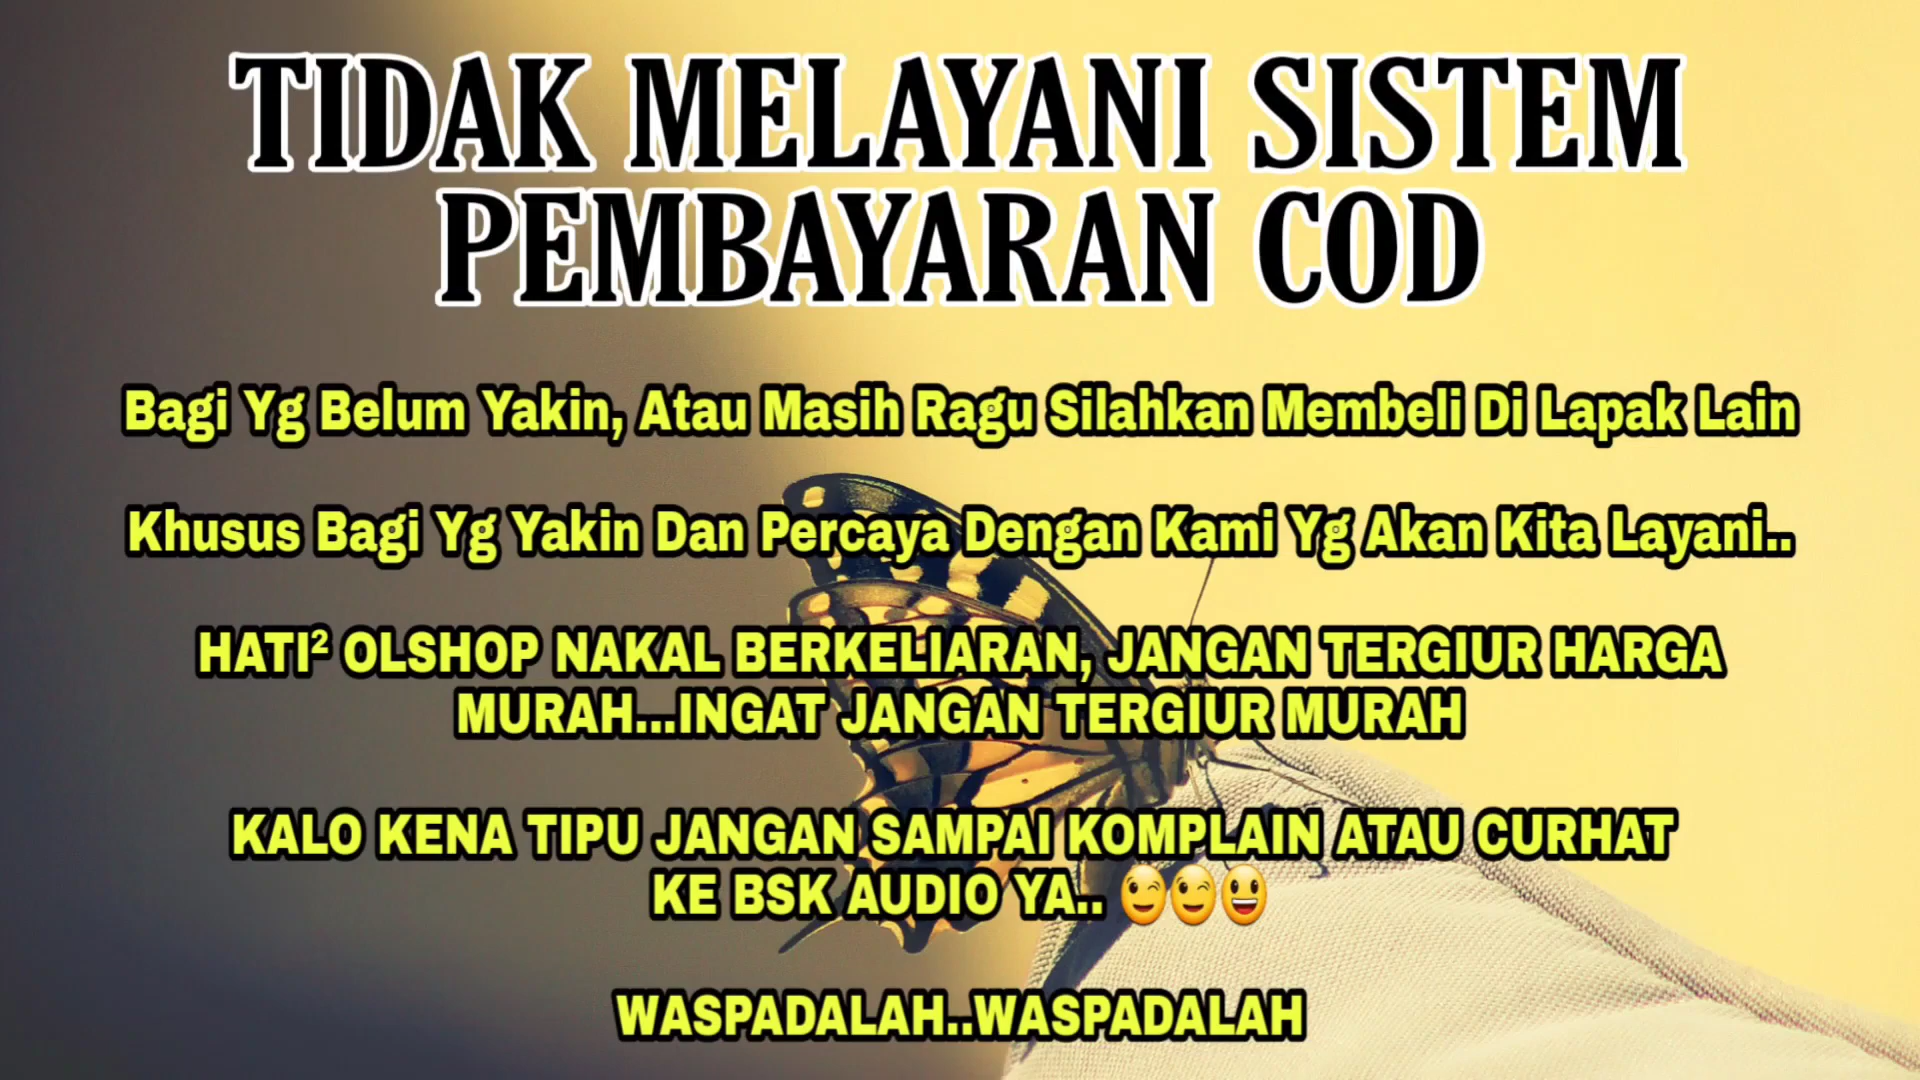 TIDAK MELAYANI SISTEM
PEMBAYARAN COD
Bagi Yg Belum Yakin, Atau Masih Ragu Silahkan Membeli Di Lapak Lain
Khusus Bagi Yg Yakin Dan Percaya Dengan Kami Yg Akan Kita Layani..
HATI² OLSHOP NAKAL BERKELIARAN, JANGAN TERGIUR HARGA
MURAH...INGAT JANGAN TERGIUR MURAH
KALO KENA TIPU JANGAN SAMPAI KOMPLAIN ATAU CURHAT
KE BSK AUDIO YA.. 😉😉😃
WASPADALAH..WASPADALAH